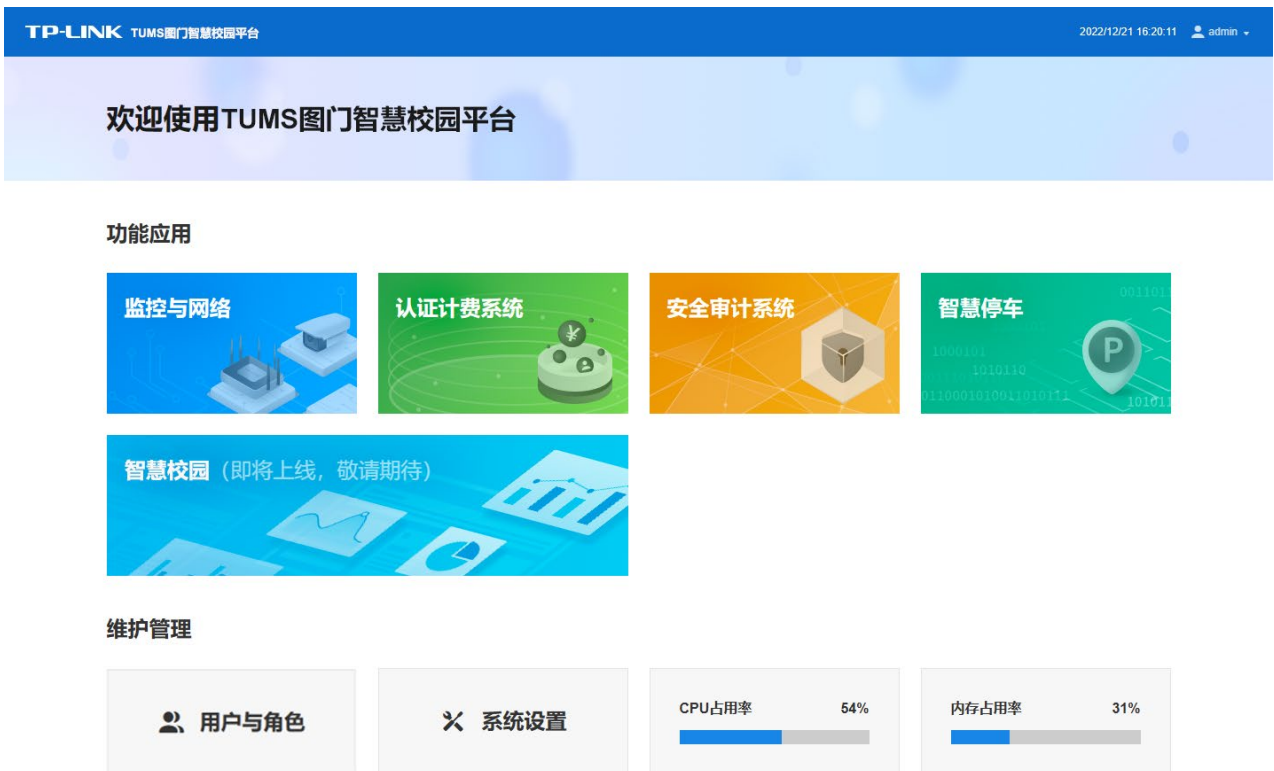 TP-LINK TUMS图门智慧校园平台 2022/12/21 16:20:11 admin
欢迎使用TUMS图门智慧校园平台
功能应用
监控与网络 认证计费系统 安全审计系统 智慧停车
0011011
1000101
1010110
P
0110001010011010111
101011
智慧校园（即将上线，敬请期待）
维护管理
用户与角色 系统设置 CPU占用率 54% 内存占用率 31%